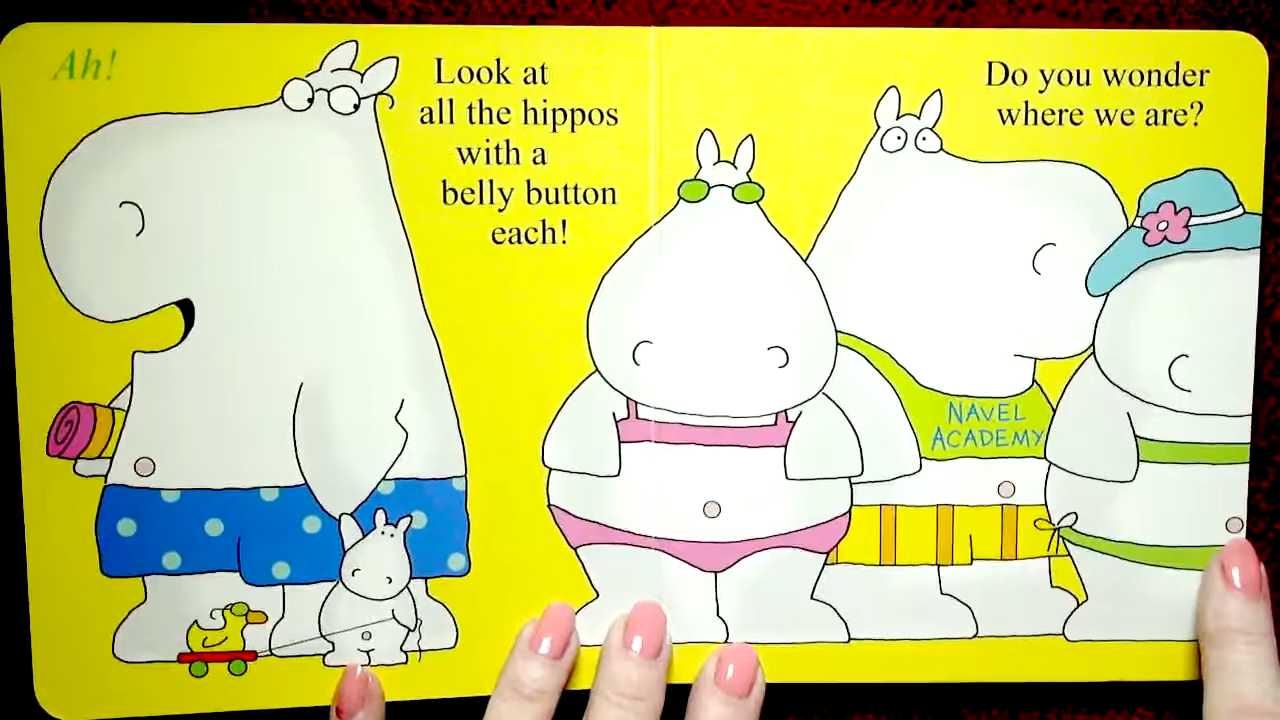 Ah!
Look at
all the hippos
with a
belly button
each!
Do you wonder
where we are?
NAVEL
ACADEMY